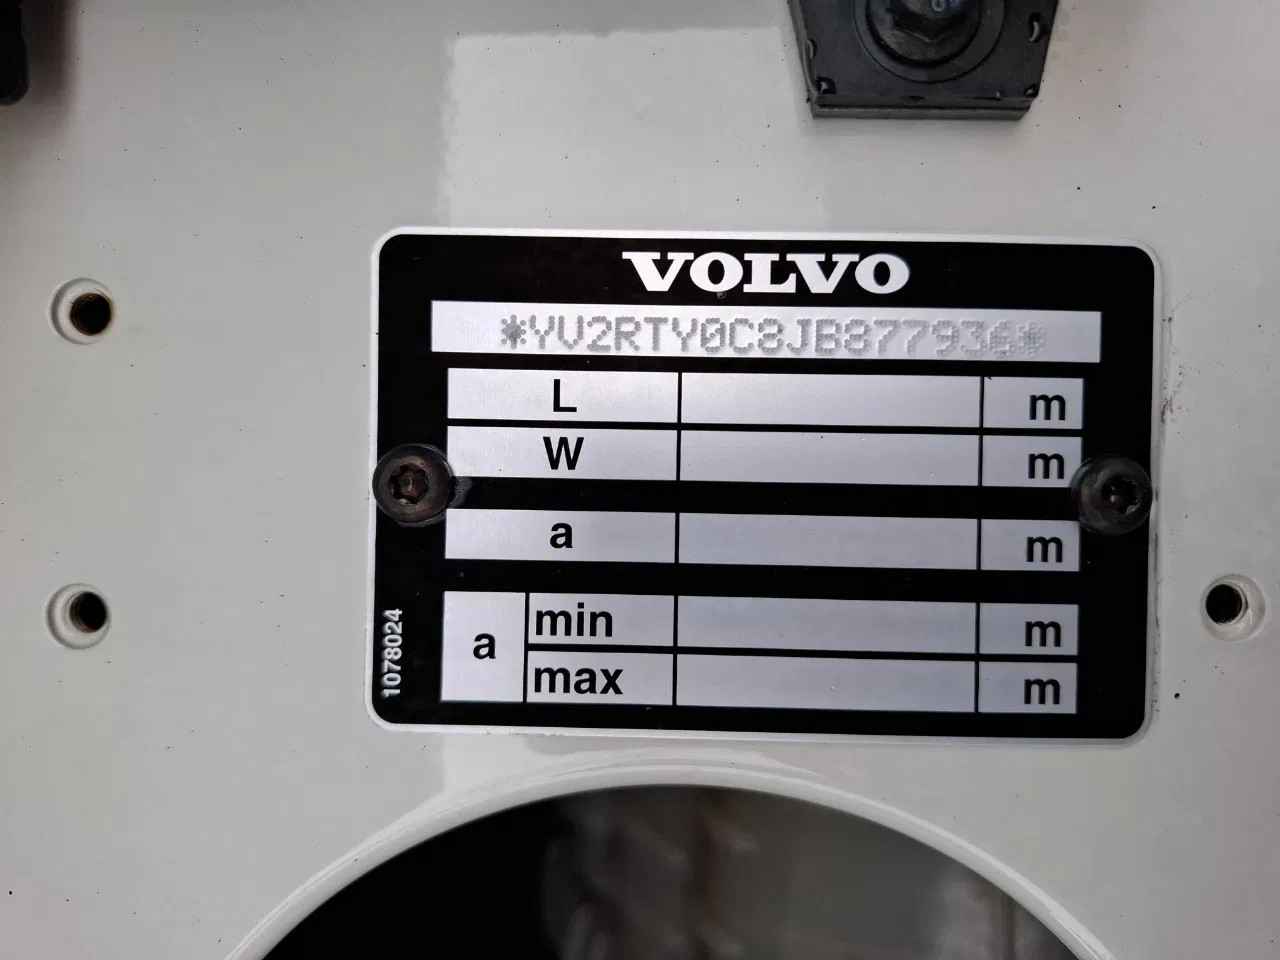 VOLVO
*YV2RTY0C8JB877936*
L m
W m
a m
a min m
max m
1078024